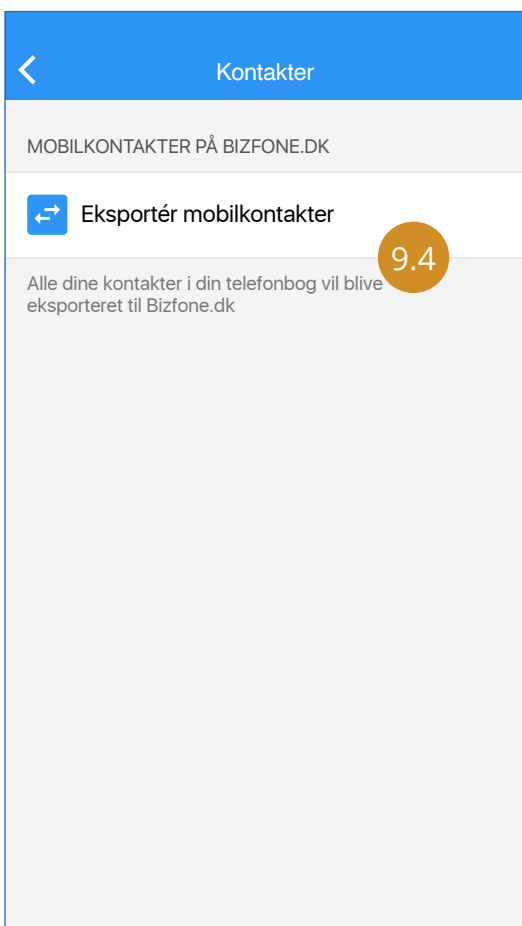 Kontakter
MOBILKONTAKTER PÅ BIZFONE.DK
Eksportér mobilkontakter
9.4
Alle dine kontakter i din telefonbog vil blive
eksporteret til Bizfone.dk